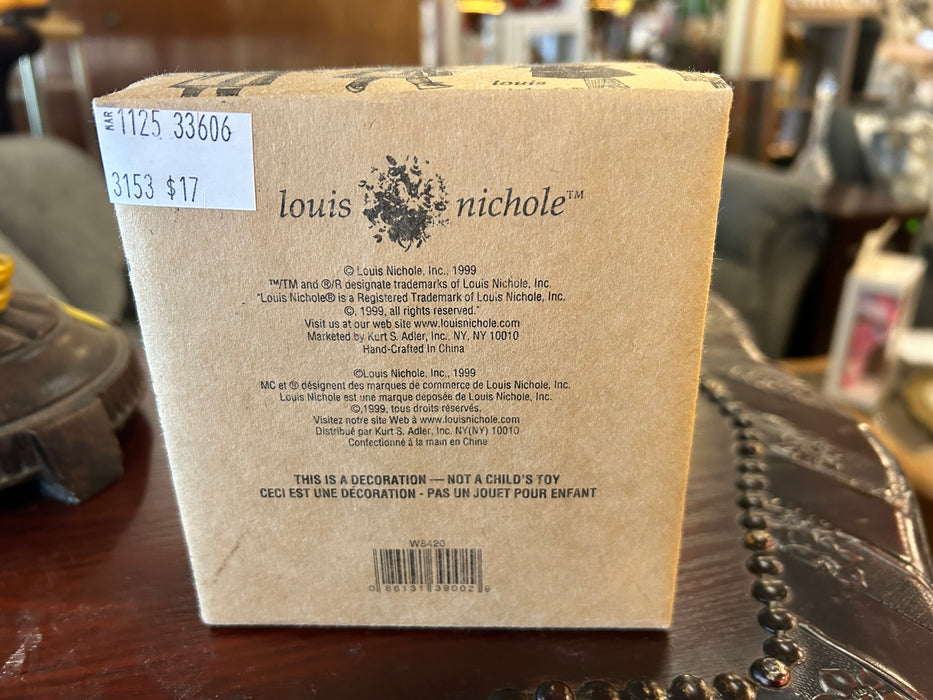 louis
MAR 1125 33606
3153 $17
louis nichole™
© Louis Nichole, Inc., 1999
™/TM and ®/R designate trademarks of Louis Nichole, Inc.
"Louis Nichole® is a Registered Trademark of Louis Nichole, Inc.
©, 1999, all rights reserved."
Visit us at our web site www.louisnichole.com
Marketed by Kurt S. Adler, Inc., NY, NY 10010
Hand-Crafted In China
©Louis Nichole, Inc., 1999
MC et ® désignent des marques de commerce de Louis Nichole, Inc.
Louis Nichole est une marque déposée de Louis Nichole, Inc.
©,1999, tous droits réservés.
Visitez notre site Web à www.louisnichole.com
Distribué par Kurt S. Adler, Inc. NY(NY) 10010
Confectionné à la main en Chine
THIS IS A DECORATION — NOT A CHILD'S TOY
CECI EST UNE DÉCORATION - PAS UN JOUET POUR ENFANT
W8420
0 86131 39002 6